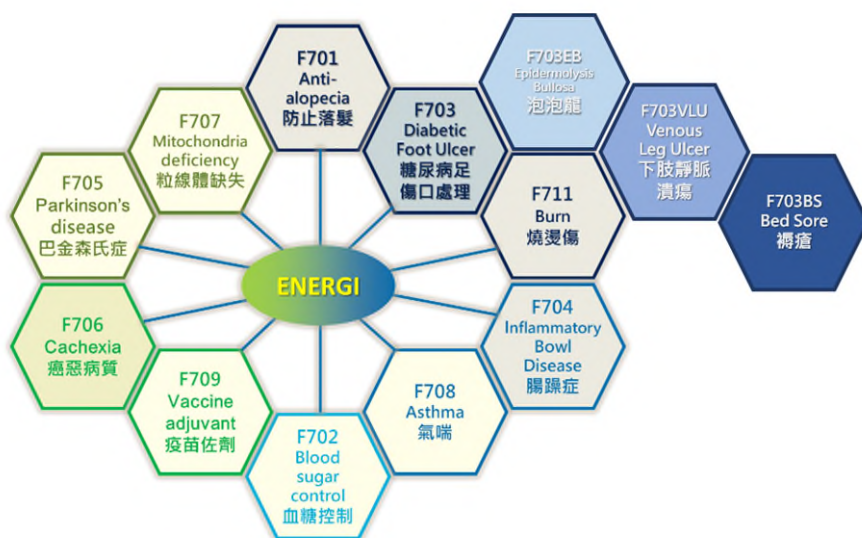 F701
Anti-
alopecia
防止落髮
F703EB
Epidermolysis
Bullosa
泡泡龍
F707
Mitochondria
deficiency
粒線體缺失
F703
Diabetic
Foot Ulcer
糖尿病足
傷口處理
F703VLU
Venous
Leg Ulcer
下肢靜脈
潰瘍
F705
Parkinson's
disease
巴金森氏症
F711
Burn
燒燙傷
F703BS
Bed Sore
褥瘡
ENERGI
F706
Cachexia
癌惡病質
F704
Inflammatory
Bowl
Disease
腸躁症
F709
Vaccine
adjuvant
疫苗佐劑
F708
Asthma
氣喘
F702
Blood
sugar
control
血糖控制